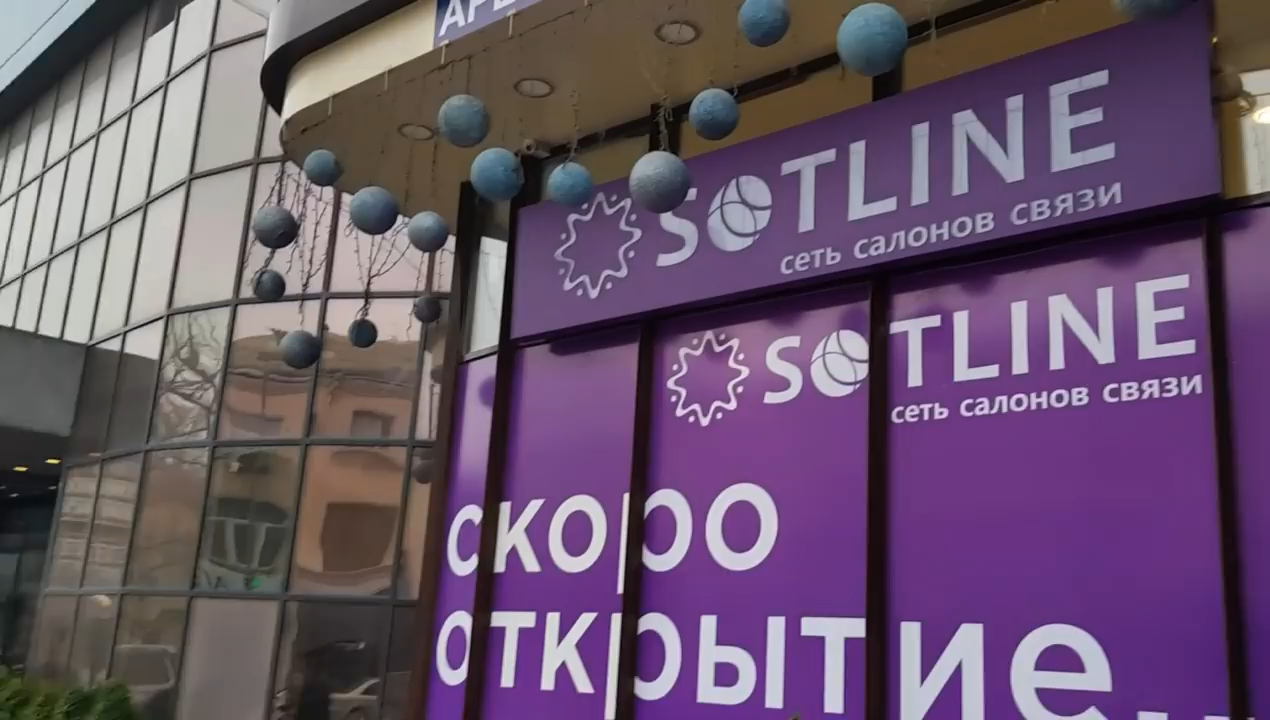 SOTLINE
сеть салонов связи
SOTLINE
сеть салонов связи
скоро
открытие..